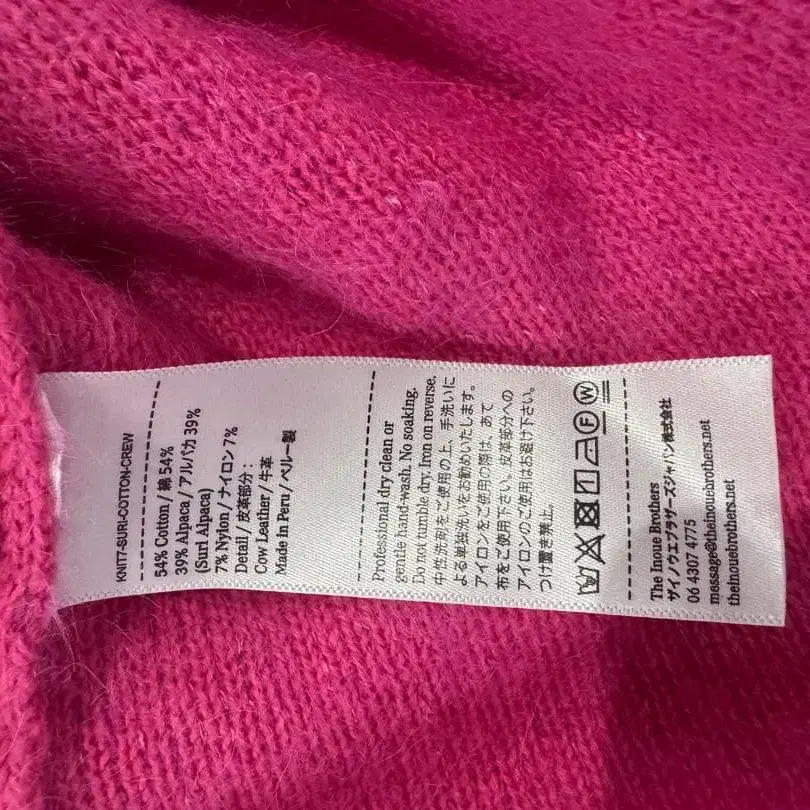 KNIT7-SURI-COTTON-CREW
54% Cotton / 綿 54%
39% Alpaca / アルパカ 39%
(Suri Alpaca)
7% Nylon / ナイロン 7%
Detail / 皮革部分:
Cow Leather / 牛革
Made in Peru / ペルー製
Professional dry clean or
gentle hand-wash. No soaking.
Do not tumble dry. Iron on reverse.
中性洗剤をご使用の上、手洗いに
よる単独洗いをお勧めいたします。
アイロンをご使用の際は、あて
布をご使用下さい。皮革部分への
アイロンのご使用はお避け下さい。
つけ置き禁止。
F W
The Inoue Brothers
ザイノウエブラザーズジャパン株式会社
06 4307 4775
message@theinouebrothers.net
theinouebrothers.net